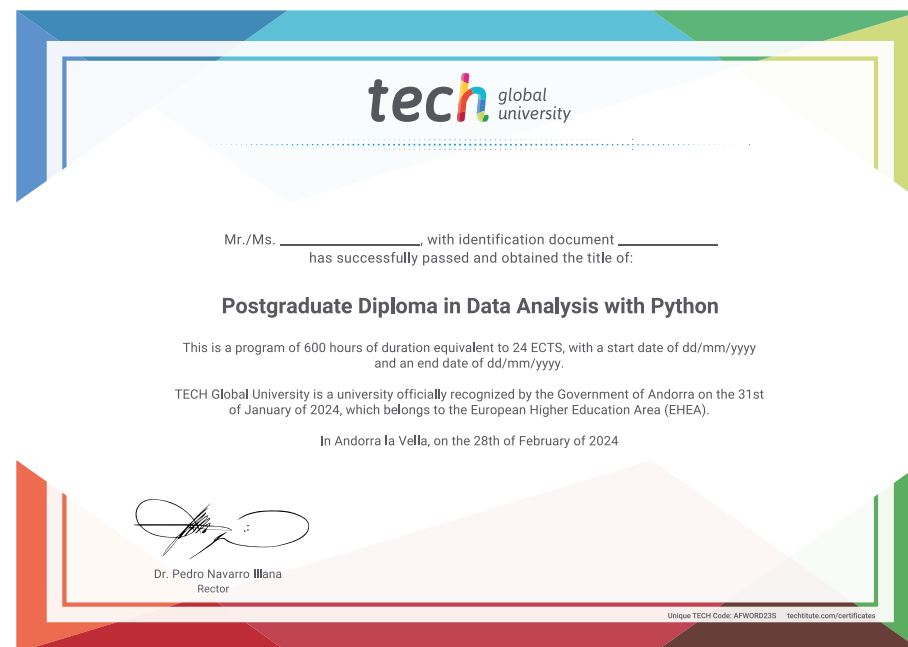 tech global university
Mr./Ms. ____________________, with identification document ______________
has successfully passed and obtained the title of:
Postgraduate Diploma in Data Analysis with Python
This is a program of 600 hours of duration equivalent to 24 ECTS, with a start date of dd/mm/yyyy
and an end date of dd/mm/yyyy.
TECH Global University is a university officially recognized by the Government of Andorra on the 31st
of January of 2024, which belongs to the European Higher Education Area (EHEA).
In Andorra la Vella, on the 28th of February of 2024
Dr. Pedro Navarro Illana
Rector
Unique TECH Code: AFWORD23S techtitute.com/certificates